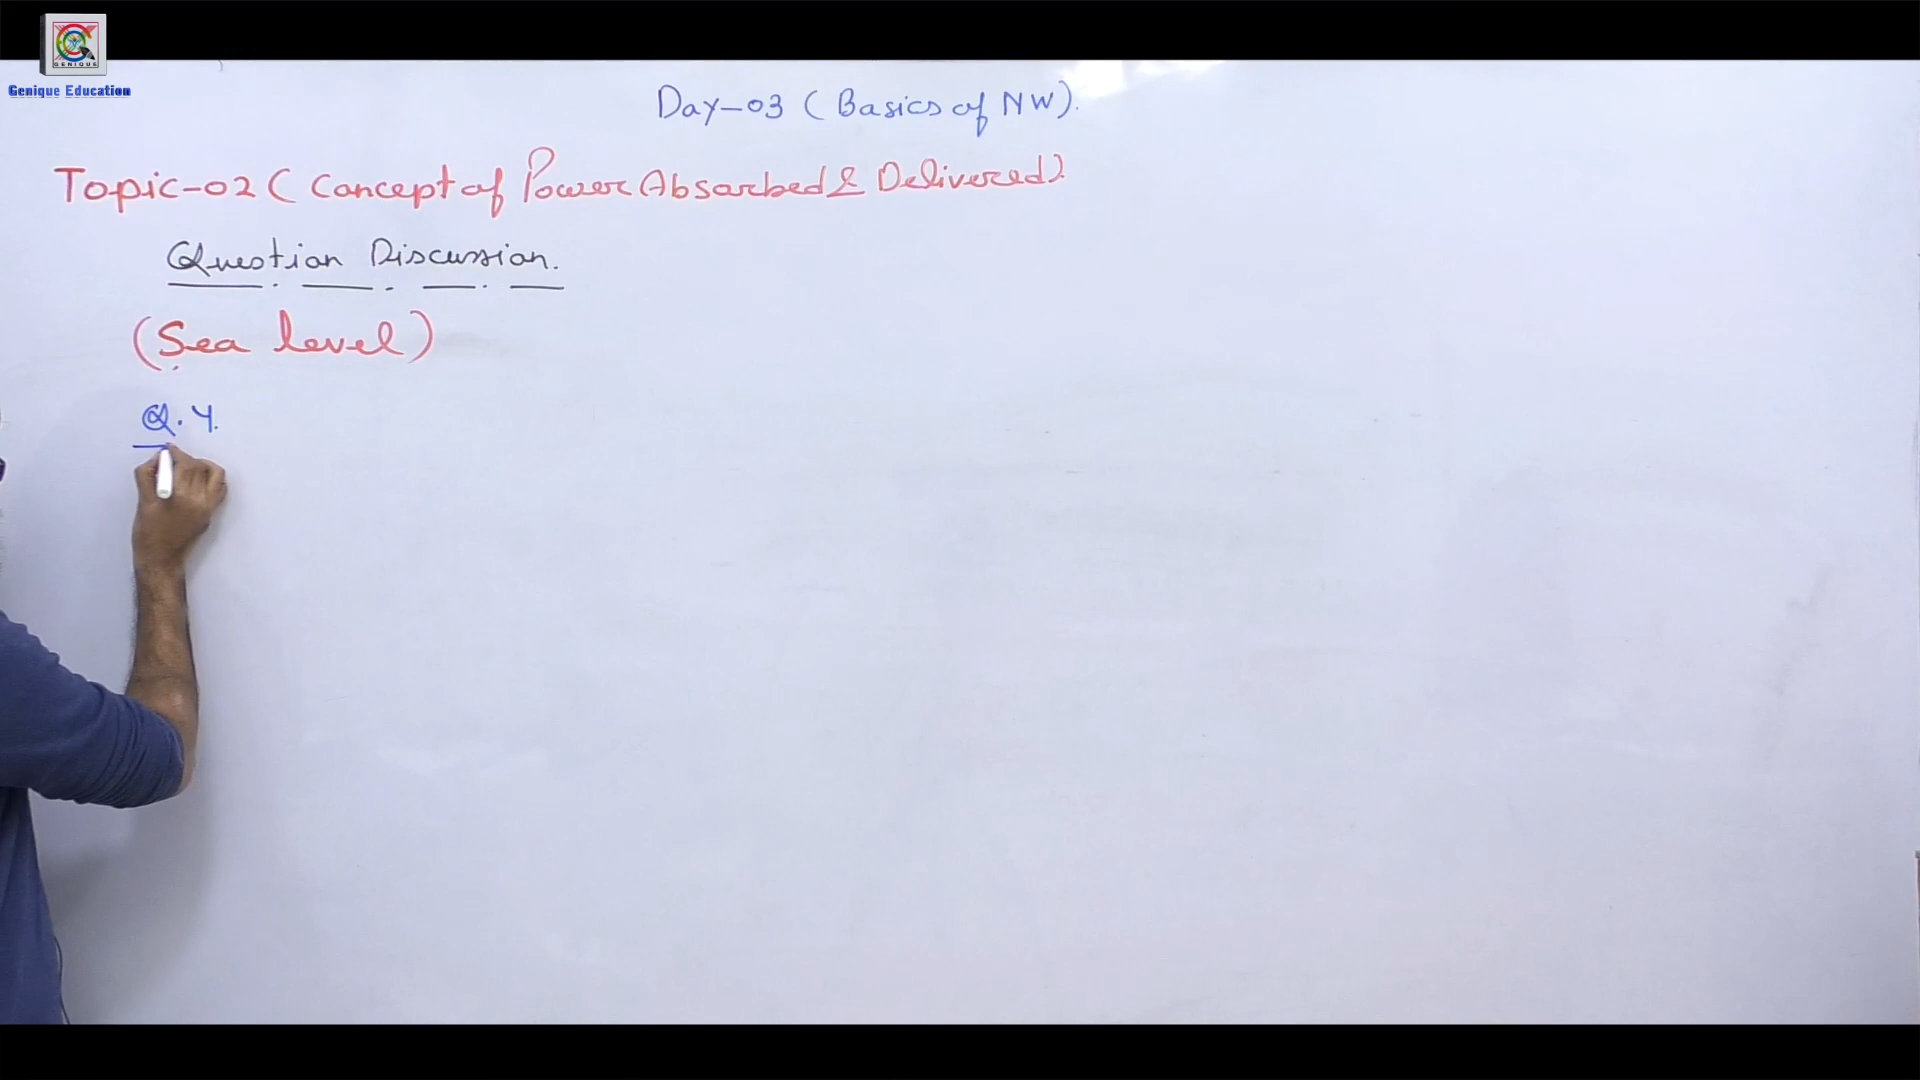 GENIQUE
Genique Education
Day-03 (Basics of NW).
Topic-02 (Concept of Power Absorbed & Delivered)
Question Discussion.
(Sea level)
Q. 4.